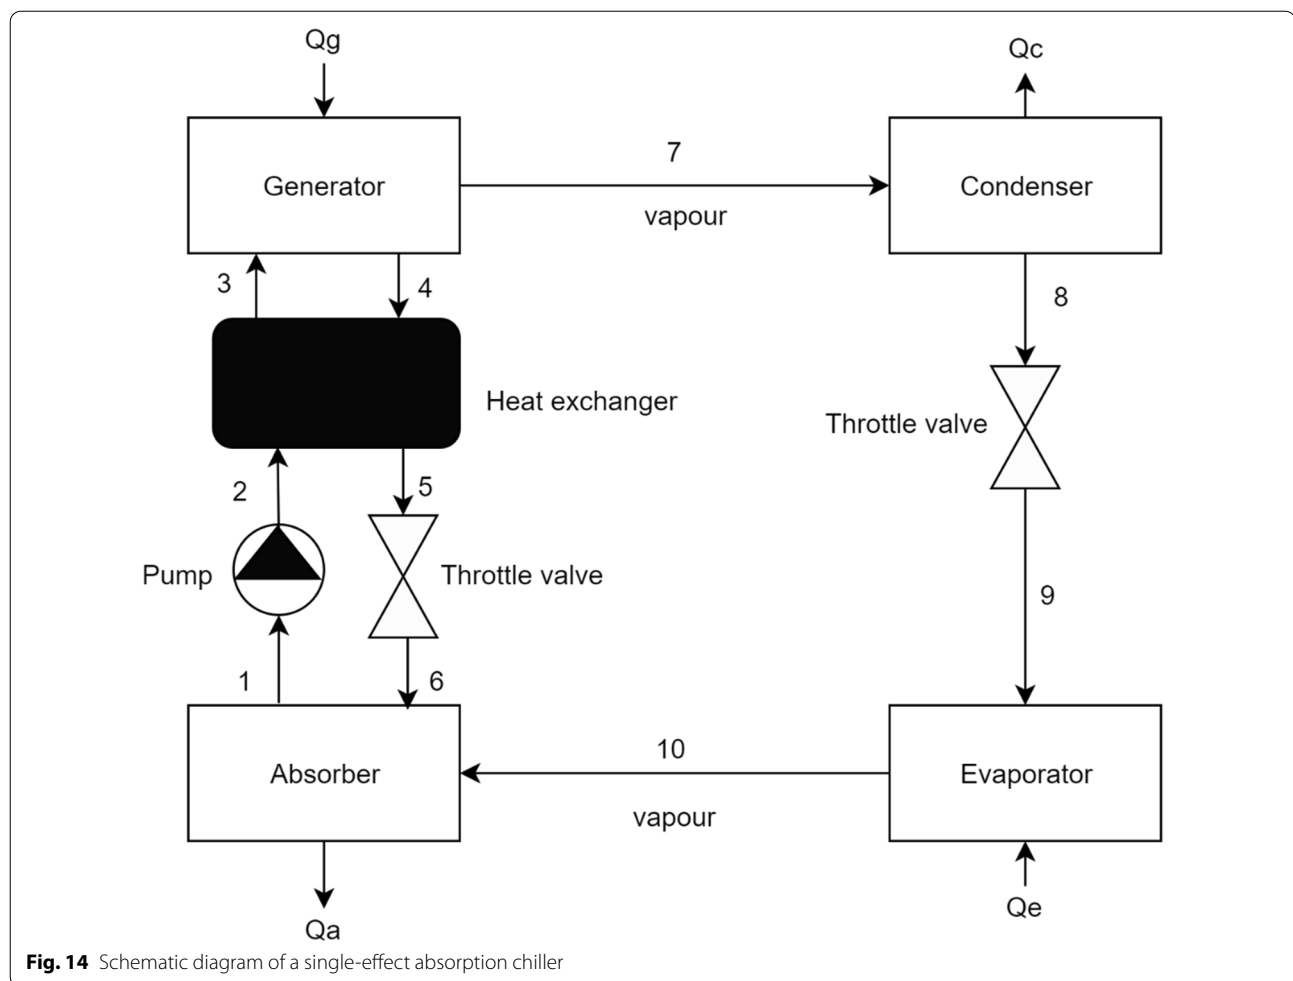 Qg
Qc
Generator
7
vapour
Condenser
3
4
8
Heat exchanger
Throttle valve
2
5
Pump
Throttle valve
9
1
6
10
Absorber
vapour
Evaporator
Qa
Qe
Fig. 14 Schematic diagram of a single-effect absorption chiller